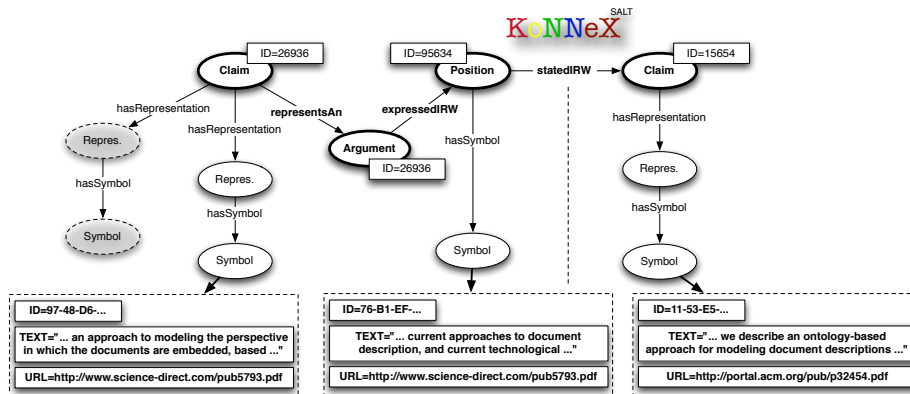 KoNNeX
SALT
ID=26936
Claim
ID=95634
Position
statedIRW
ID=15654
Claim
hasRepresentation
hasRepresentation
representsAn
expressedIRW
hasSymbol
hasRepresentation
Repres.
Argument
ID=26936
Repres.
Repres.
hasSymbol
hasSymbol
hasSymbol
Symbol
Symbol
Symbol
Symbol
ID=97-48-D6-...
TEXT="... an approach to modeling the perspective
in which the documents are embedded, based ..."
URL=http://www.science-direct.com/pub5793.pdf
ID=76-B1-EF-...
TEXT="... current approaches to document
description, and current technological ..."
URL=http://www.science-direct.com/pub5793.pdf
ID=11-53-E5-...
TEXT="... we describe an ontology-based
approach for modeling document descriptions ..."
URL=http://portal.acm.org/pub/p32454.pdf